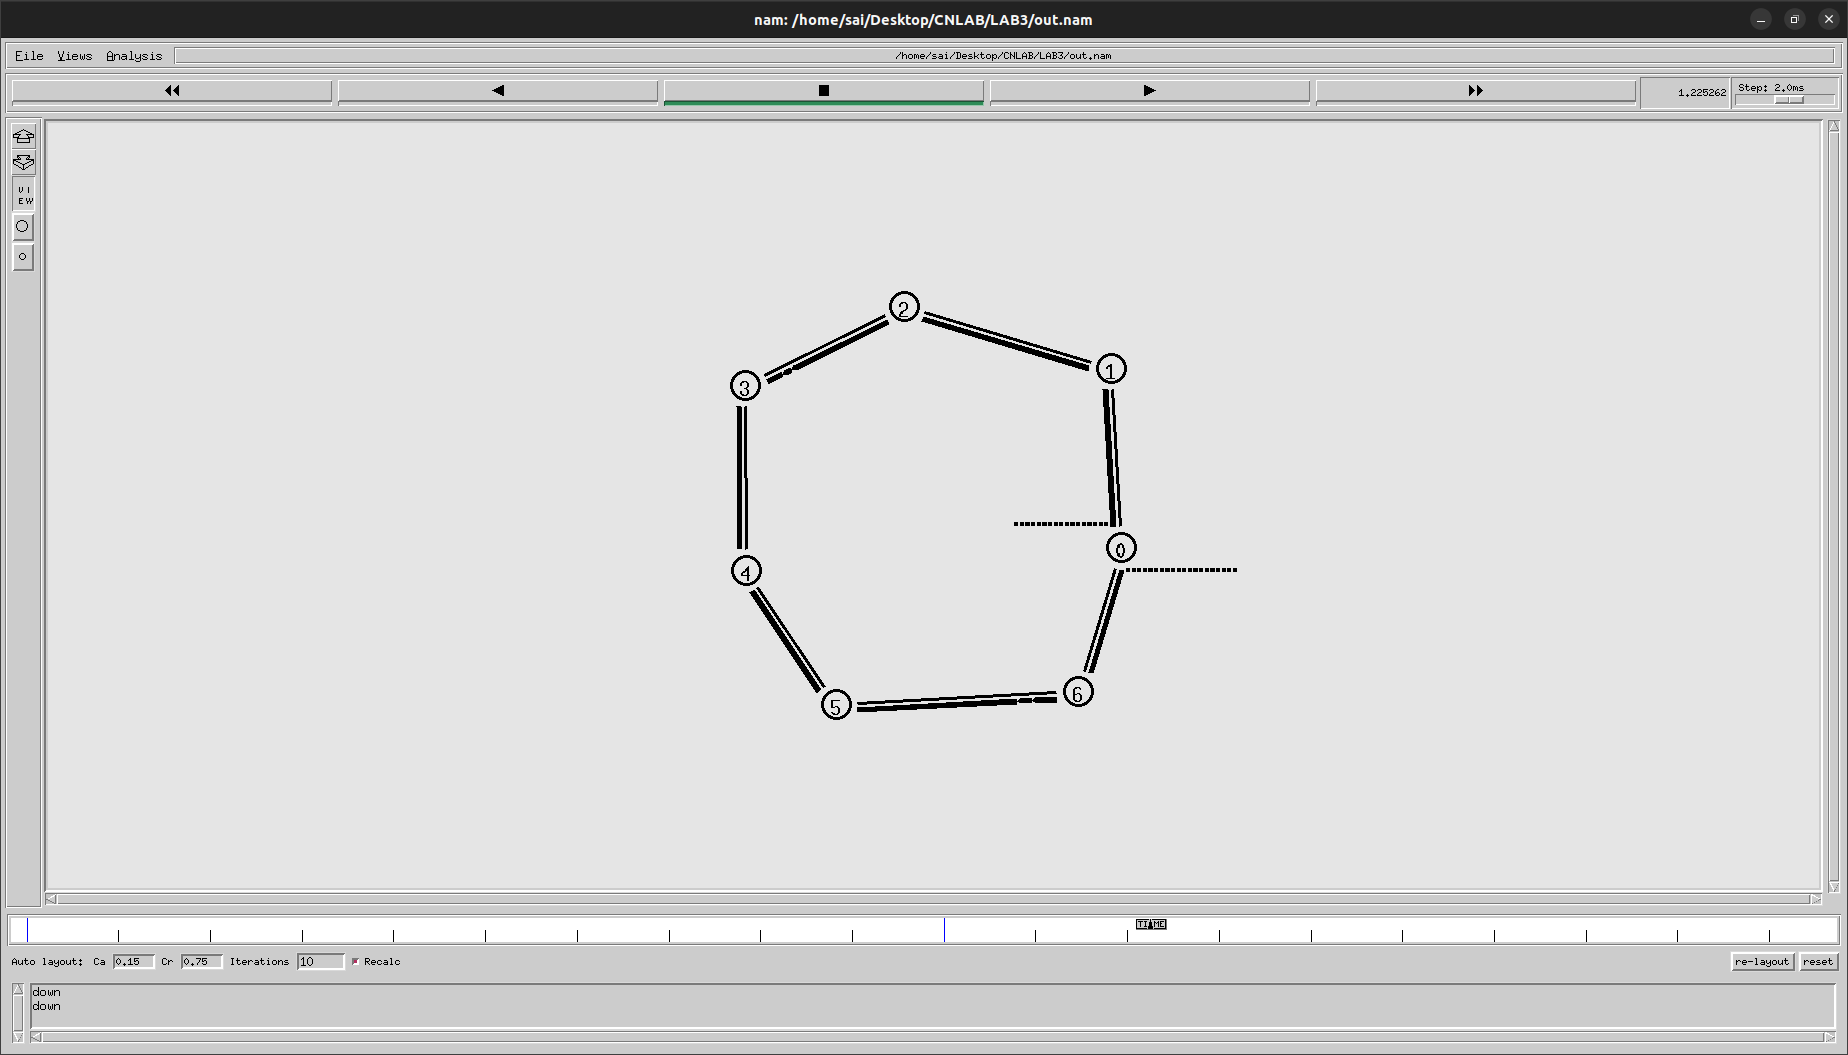 nam: /home/sai/Desktop/CNLAB/LAB3/out.nam
File Views Analysis /home/sai/Desktop/CNLAB/LAB3/out.nam
1.225262 Step: 2.0ms
VI
EW
2
1
3
0
4
6
5
TIME
Auto layout: Ca 0.15 Cr 0.75 Iterations 10 Recalc re-layout reset
down
down